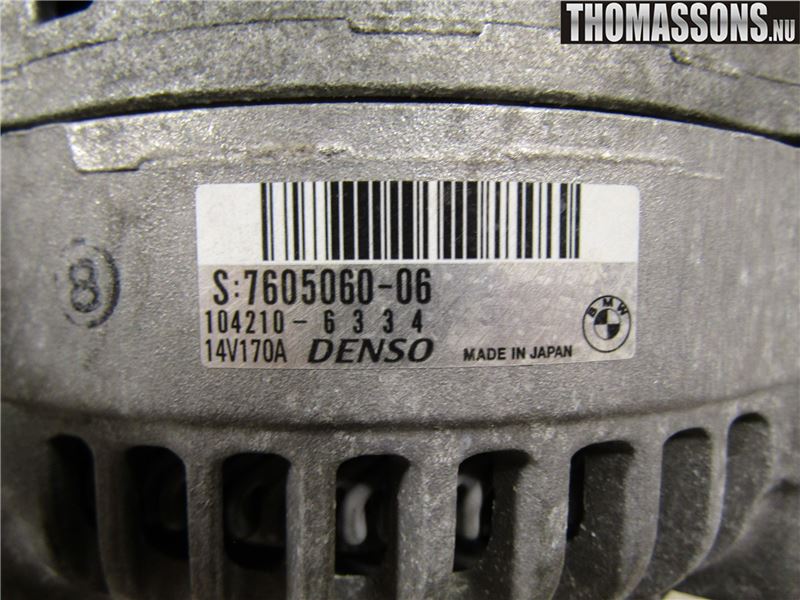 THOMASSONS.NU
8
S:7605060-06
104210-6334
BMW
14V170A DENSO MADE IN JAPAN